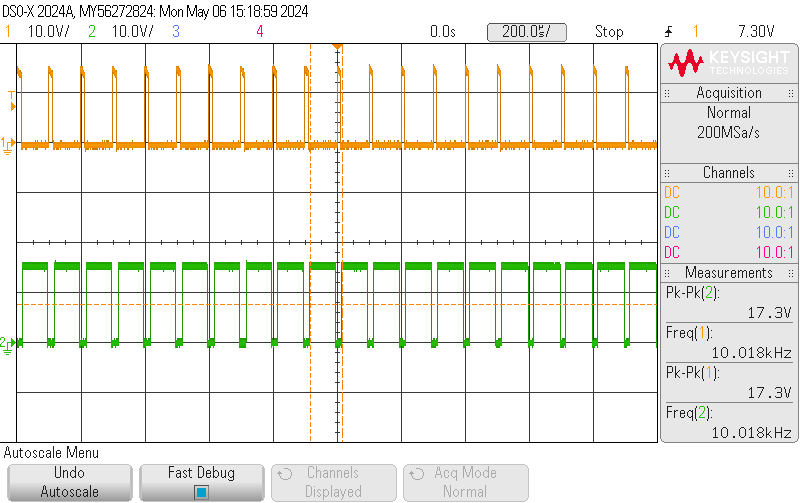 DSO-X 2024A, MY56272824: Mon May 06 15:18:59 2024
1 10.0V/ 2 10.0V/ 3 4 0.0s 200.0µs/ Stop 1 7.30V
KEYSIGHT
TECHNOLOGIES
Acquisition
Normal
200MSa/s
Channels
DC 10.0:1
DC 10.0:1
DC 10.0:1
DC 10.0:1
Measurements
Pk-Pk(2):
17.3V
Freq(1):
10.018kHz
Pk-Pk(1):
17.3V
Freq(2):
10.018kHz
T
1
2
Autoscale Menu
Undo
Autoscale
Fast Debug
Channels
Displayed
Acq Mode
Normal